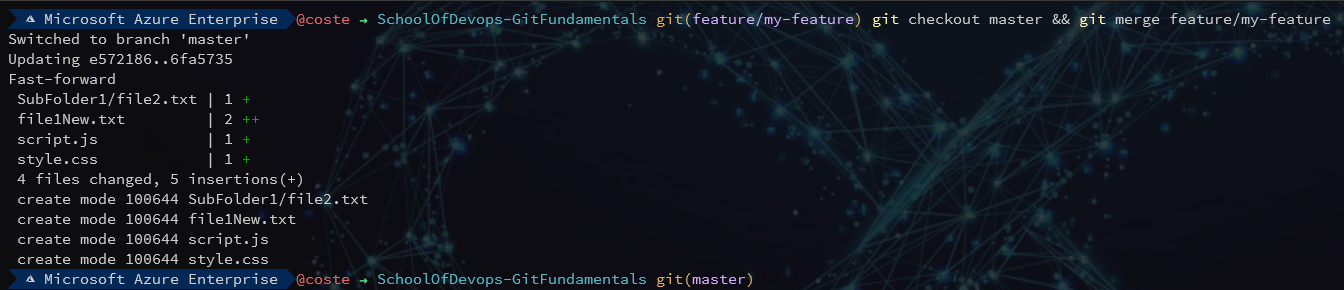 Microsoft Azure Enterprise @coste → SchoolOfDevops-GitFundamentals git(feature/my-feature) git checkout master && git merge feature/my-feature
Switched to branch 'master'
Updating e572186..6fa5735
Fast-forward
 SubFolder1/file2.txt | 1 +
 file1New.txt         | 2 ++
 script.js            | 1 +
 style.css            | 1 +
 4 files changed, 5 insertions(+)
 create mode 100644 SubFolder1/file2.txt
 create mode 100644 file1New.txt
 create mode 100644 script.js
 create mode 100644 style.css
Microsoft Azure Enterprise @coste → SchoolOfDevops-GitFundamentals git(master)